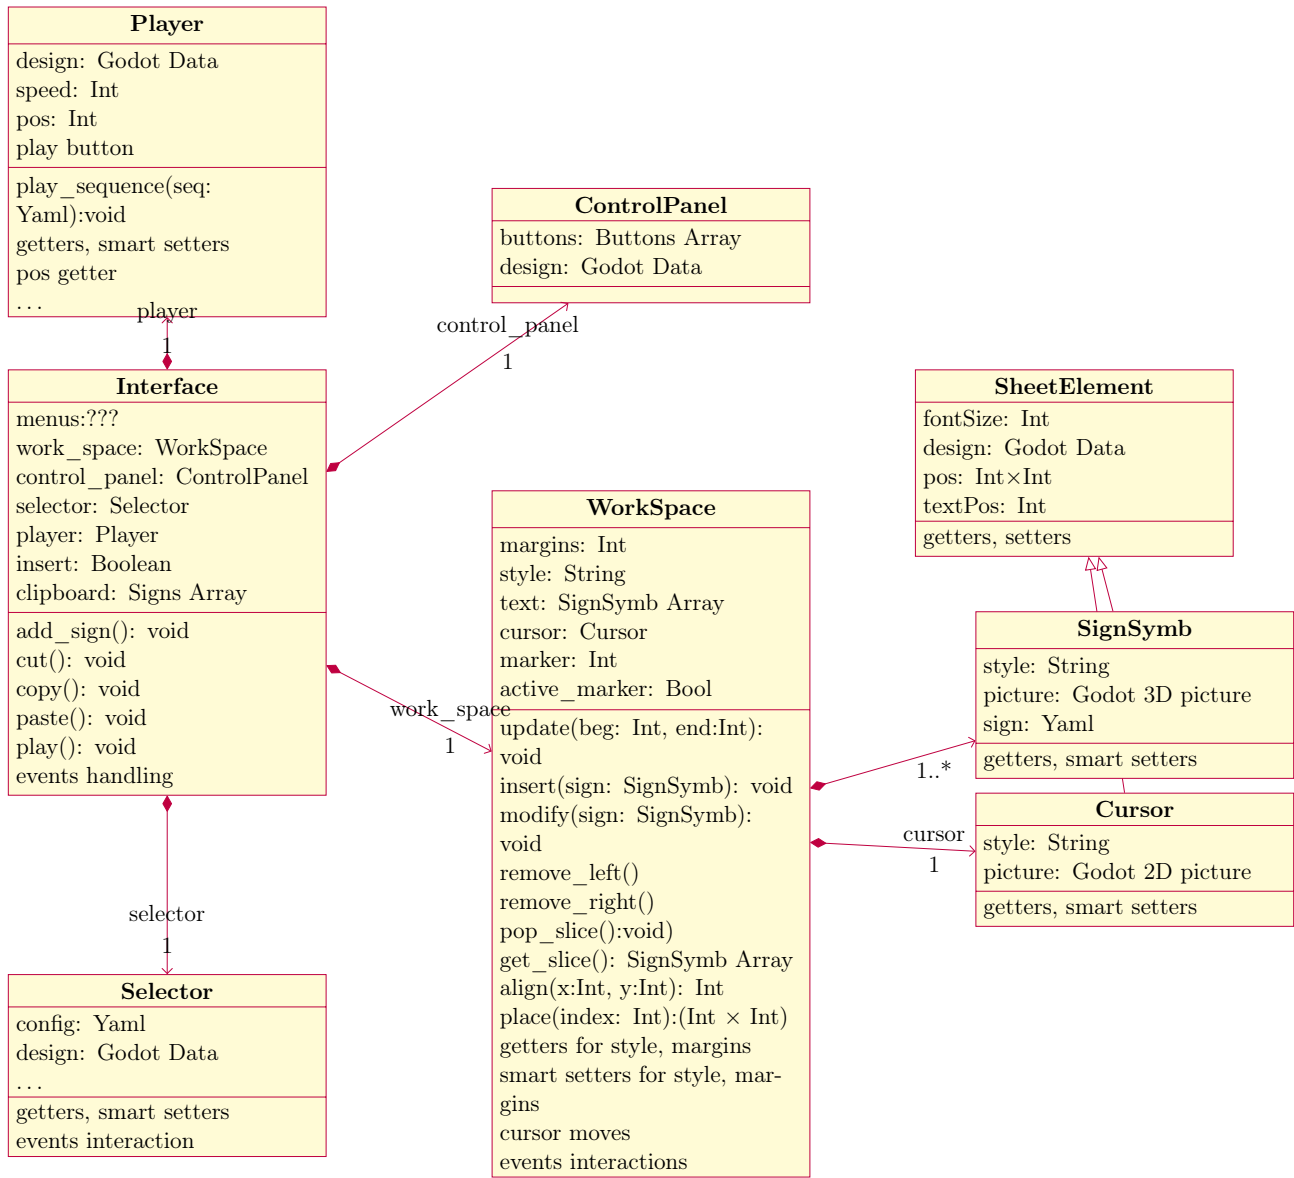 Player
design: Godot Data
speed: Int
pos: Int
play button
play_sequence(seq:
Yaml):void
getters, smart setters
pos getter
...
player
1
Interface
menus:???
work_space: WorkSpace
control_panel: ControlPanel
selector: Selector
player: Player
insert: Boolean
clipboard: Signs Array
add_sign(): void
cut(): void
copy(): void
paste(): void
play(): void
events handling
selector
1
Selector
config: Yaml
design: Godot Data
...
getters, smart setters
events interaction
ControlPanel
buttons: Buttons Array
design: Godot Data
control_panel
1
work_space
1
WorkSpace
margins: Int
style: String
text: SignSymb Array
cursor: Cursor
marker: Int
active_marker: Bool
update(beg: Int, end:Int):
void
insert(sign: SignSymb): void
modify(sign: SignSymb):
void
remove_left()
remove_right()
pop_slice():void)
get_slice(): SignSymb Array
align(x:Int, y:Int): Int
place(index: Int):(Int × Int)
getters for style, margins
smart setters for style, mar-
gins
cursor moves
events interactions
SheetElement
fontSize: Int
design: Godot Data
pos: Int×Int
textPos: Int
getters, setters
SignSymb
style: String
picture: Godot 3D picture
sign: Yaml
getters, smart setters
1..*
cursor
1
Cursor
style: String
picture: Godot 2D picture
getters, smart setters